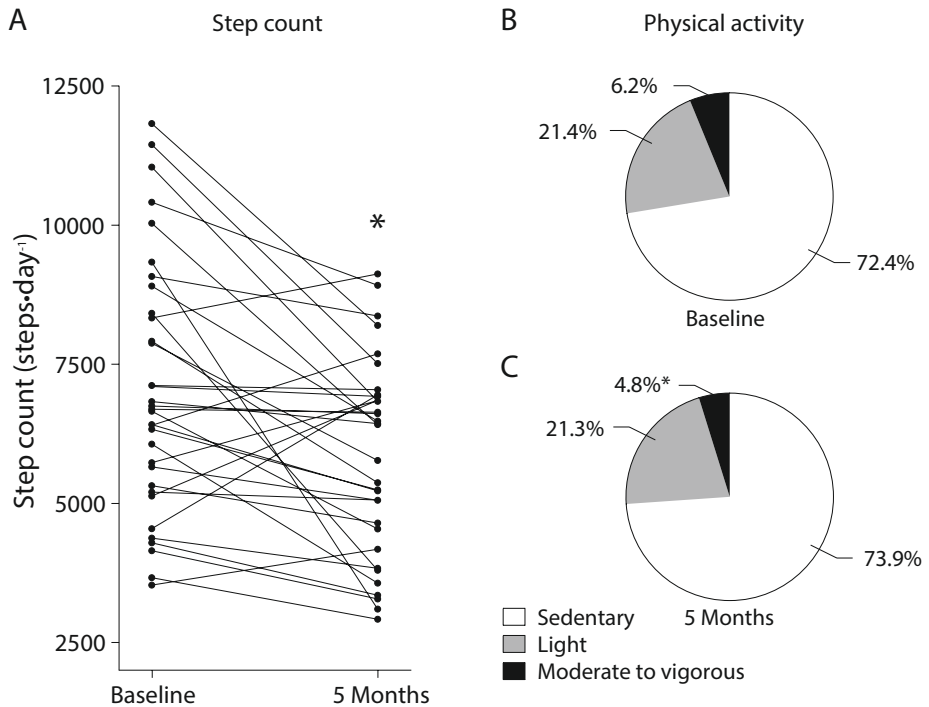 A
Step count
Step count (steps•day⁻¹)
12500
10000
7500
5000
2500
*
Baseline
5 Months
B
Physical activity
6.2%
21.4%
72.4%
Baseline
C
4.8%*
21.3%
73.9%
5 Months
Sedentary
Light
Moderate to vigorous